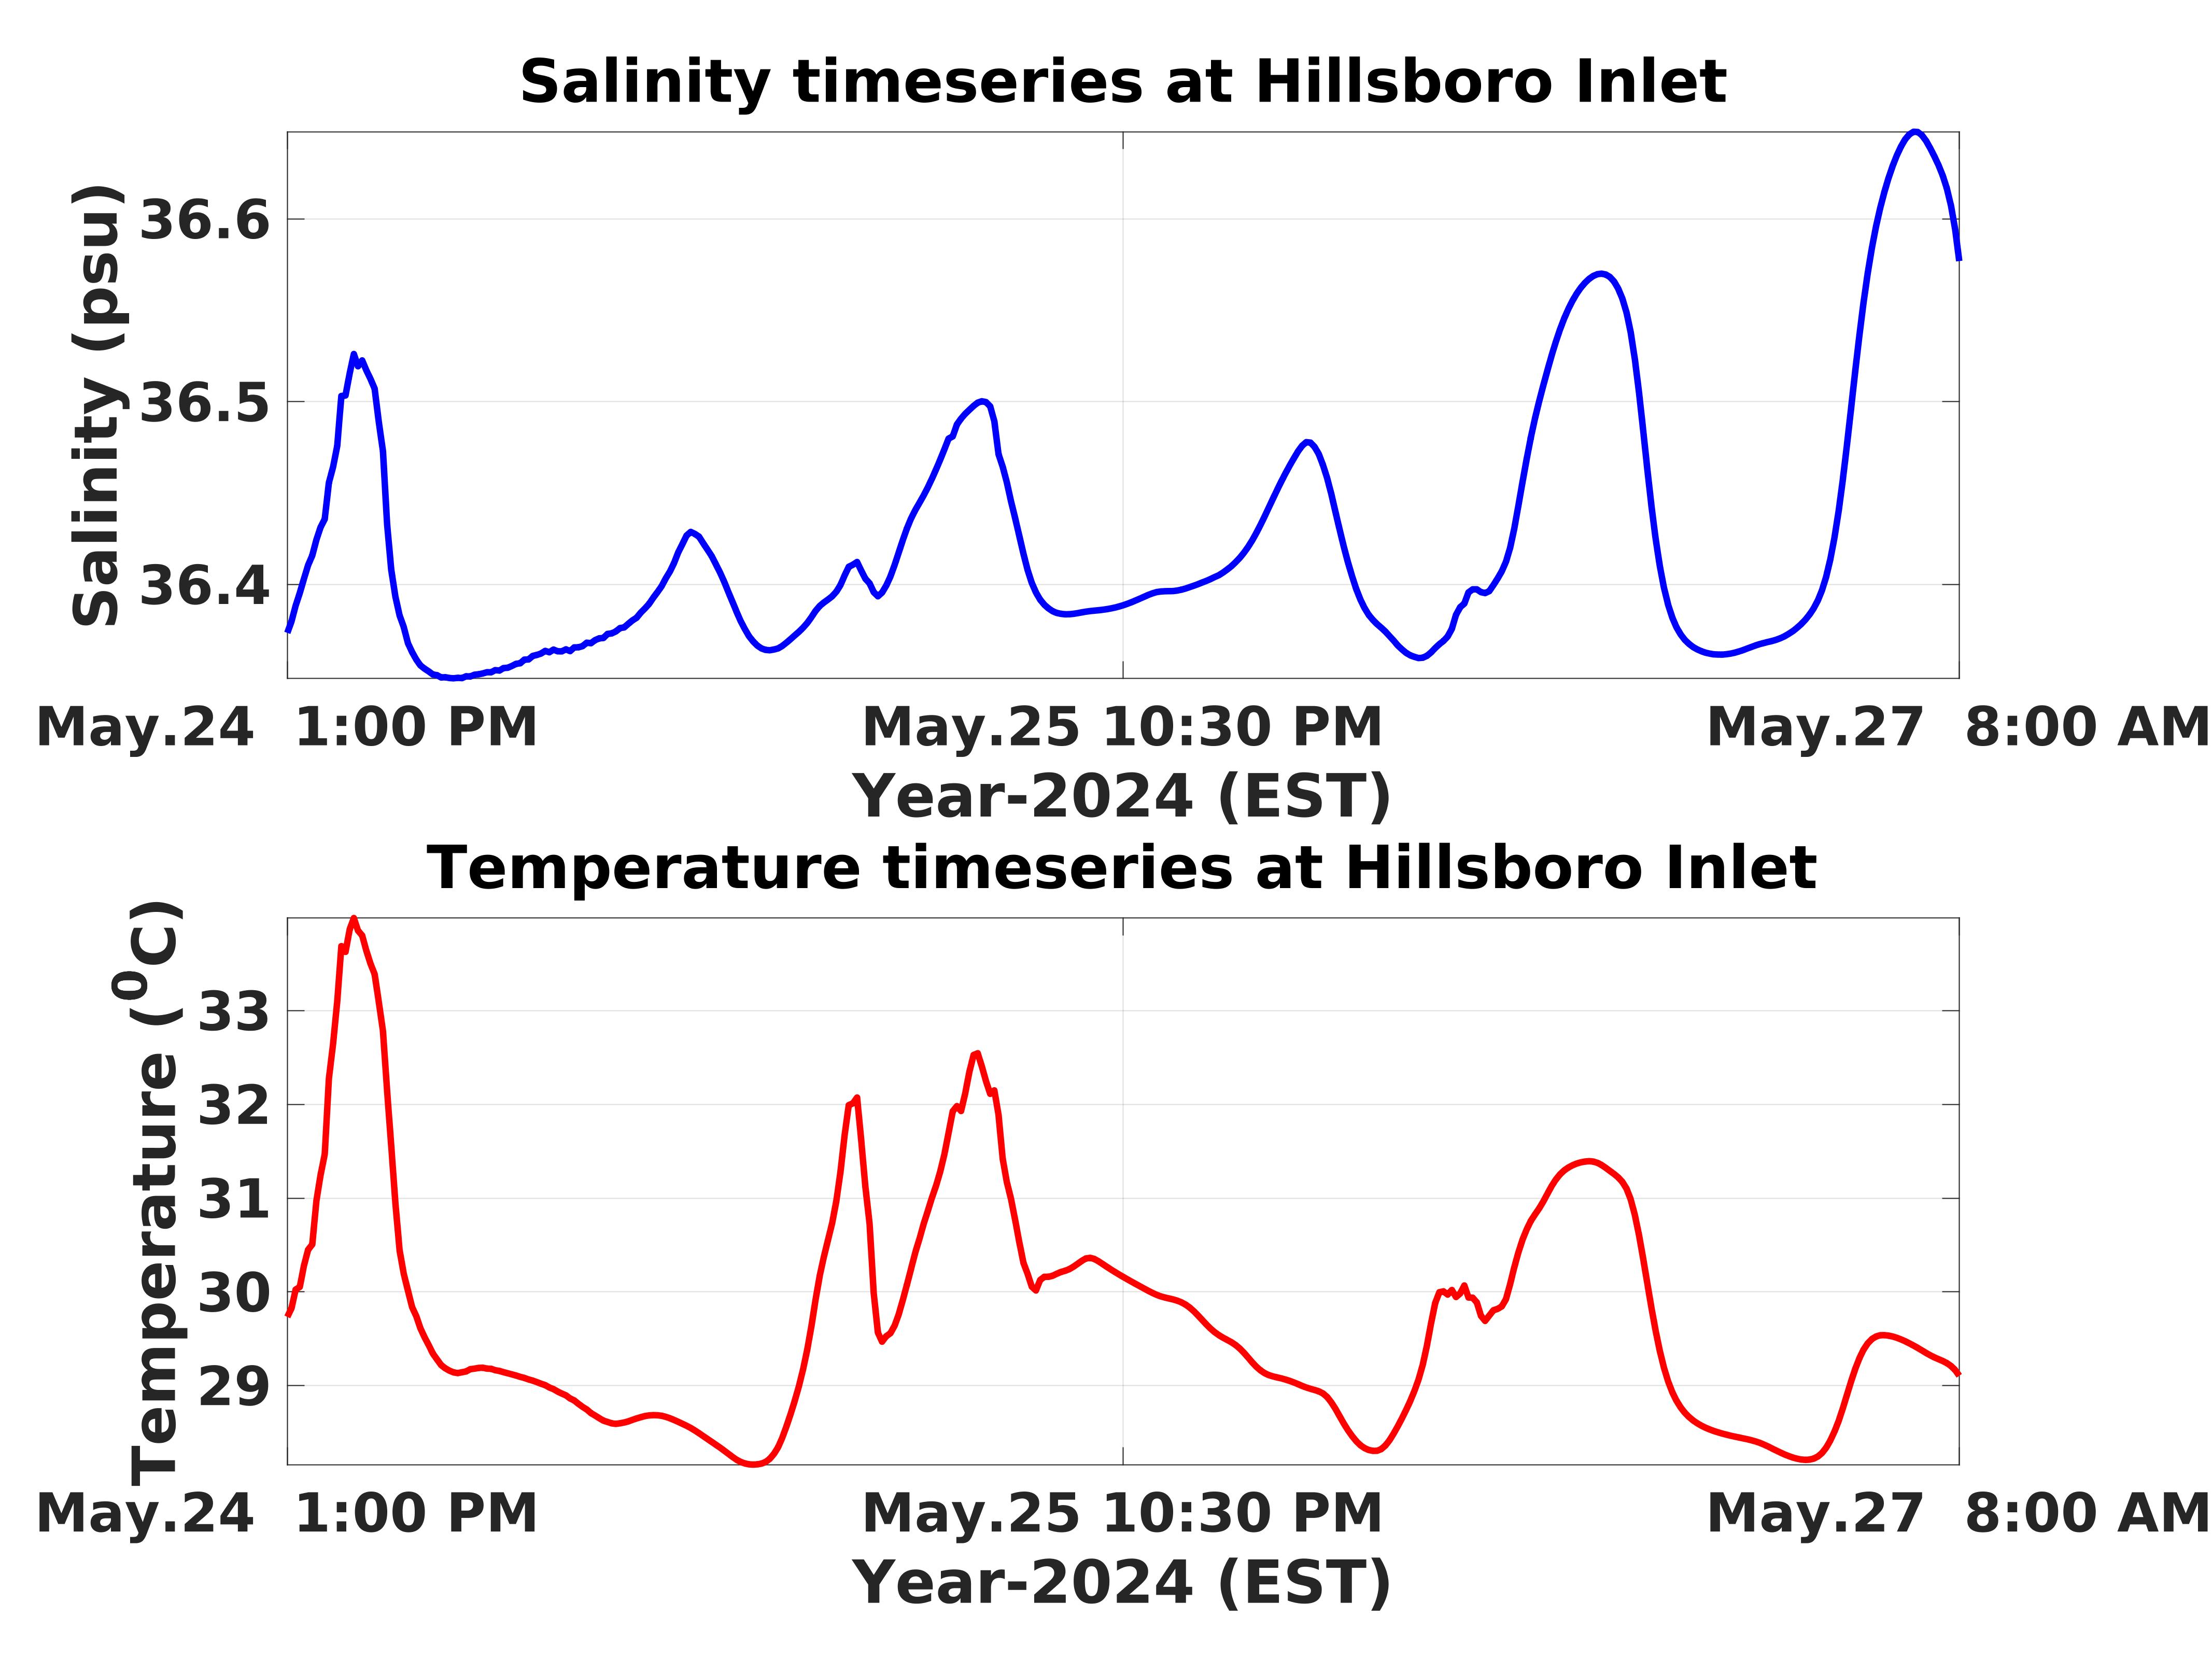 Salinity timeseries at Hillsboro Inlet
Salinity (psu)
36.6
36.5
36.4
May.24  1:00 PM
May.25 10:30 PM
May.27  8:00 AM
Year-2024 (EST)
Temperature timeseries at Hillsboro Inlet
Temperature (⁰C)
33
32
31
30
29
May.24  1:00 PM
May.25 10:30 PM
May.27  8:00 AM
Year-2024 (EST)